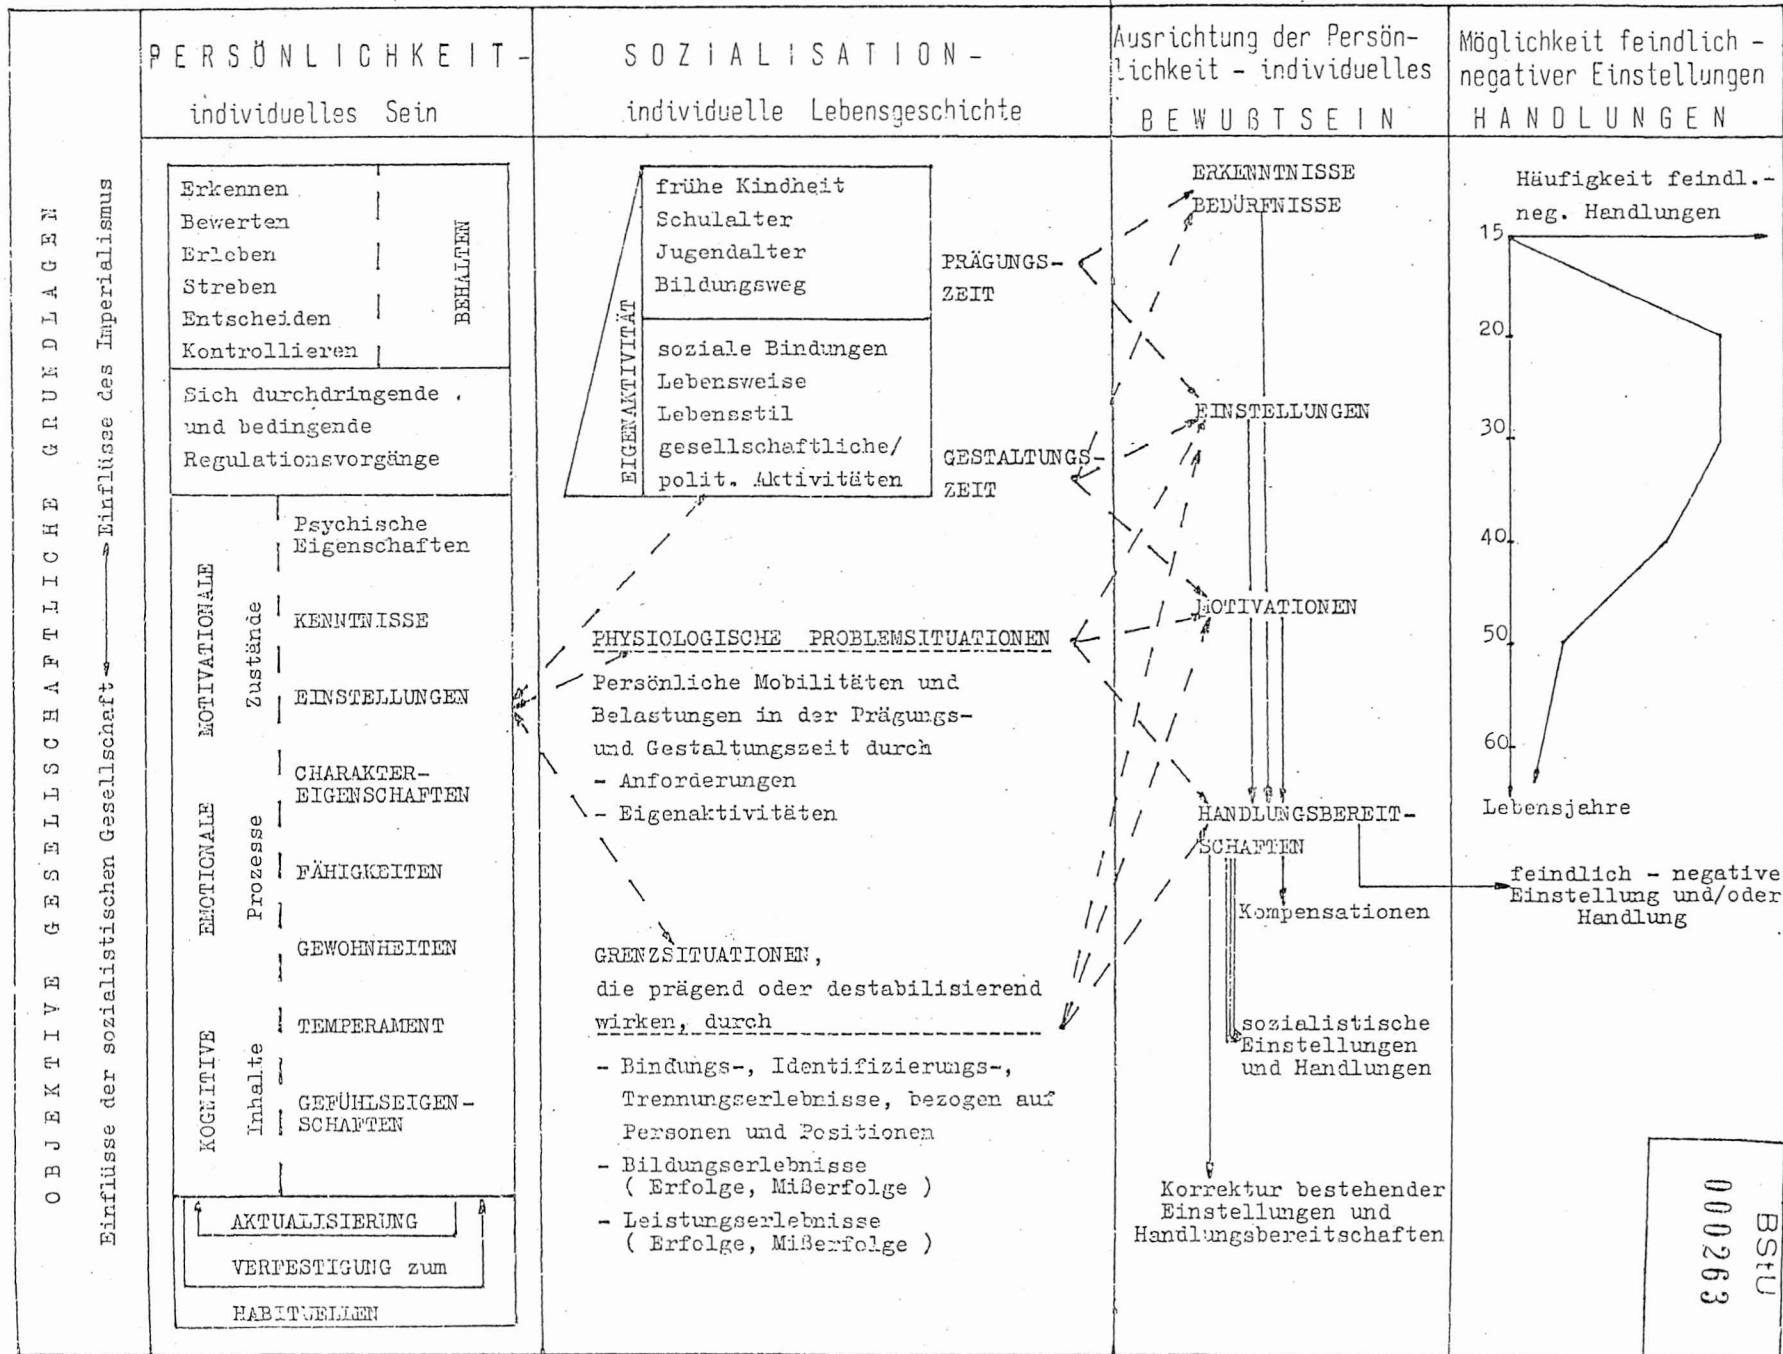 OBJEKTIVE GESELLSCHAFTLICHE GRUNDLAGEN
Einflüsse der sozialistischen Gesellschaft
Einflüsse des Imperialismus
PERSÖNLICHKEIT-
individuelles Sein
Erkennen
Bewerten
Erleben
Streben
Entscheiden
Kontrollieren
BEHALTEN
Sich durchdringende
und bedingende
Regulationsvorgänge
MOTIVATIONALE
EMOTIONALE
KOGNITIVE
Zustände
Prozesse
Inhalte
Psychische
Eigenschaften
KENNTNISSE
EINSTELLUNGEN
CHARAKTER-
EIGENSCHAFTEN
FÄHIGKEITEN
GEWOHNHEITEN
TEMPERAMENT
GEFÜHLSEIGEN-
SCHAFTEN
AKTUALISIERUNG
VERFESTIGUNG zum
HABITUELLEN
SOZIALISATION-
individuelle Lebensgeschichte
EIGENAKTIVITÄT
frühe Kindheit
Schulalter
Jugendalter
Bildungsweg
soziale Bindungen
Lebensweise
Lebensstil
gesellschaftliche/
polit. Aktivitäten
PRÄGUNGS-
ZEIT
GESTALTUNGS-
ZEIT
PHYSIOLOGISCHE PROBLEMSITUATIONEN
Persönliche Mobilitäten und
Belastungen in der Prägungs-
und Gestaltungszeit durch
- Anforderungen
- Eigenaktivitäten
GRENZSITUATIONEN,
die prägend oder destabilisierend
wirken, durch
- Bindungs-, Identifizierungs-,
Trennungserlebnisse, bezogen auf
Personen und Positionen
- Bildungserlebnisse
( Erfolge, Mißerfolge )
- Leistungserlebnisse
( Erfolge, Mißerfolge )
Ausrichtung der Persön-
lichkeit - individuelles
BEWUßTSEIN
ERKENNTNISSE
BEDÜRFNISSE
EINSTELLUNGEN
MOTIVATIONEN
HANDLUNGSBEREIT-
SCHAFTEN
Kompensationen
sozialistische
Einstellungen
und Handlungen
Korrektur bestehender
Einstellungen und
Handlungsbereitschaften
Möglichkeit feindlich -
negativer Einstellungen
HANDLUNGEN
Häufigkeit feindl.-
neg. Handlungen
15
20
30
40
50
60
Lebensjahre
feindlich - negative
Einstellung und/oder
Handlung
BStU
000263